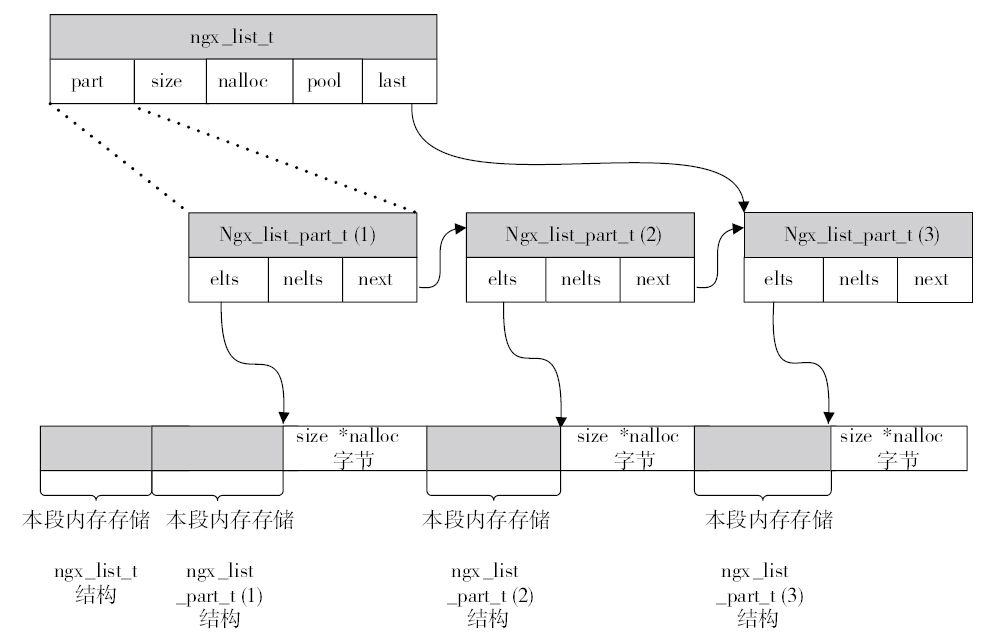 ngx_list_t
part size nalloc pool last
Ngx_list_part_t (1) Ngx_list_part_t (2) Ngx_list_part_t (3)
elts nelts next elts nelts next elts nelts next
size *nalloc size *nalloc size *nalloc
字节 字节 字节
本段内存存储 本段内存存储 本段内存存储 本段内存存储
ngx_list_t ngx_list ngx_list ngx_list
结构 _part_t (1) _part_t (2) _part_t (3)
结构 结构 结构